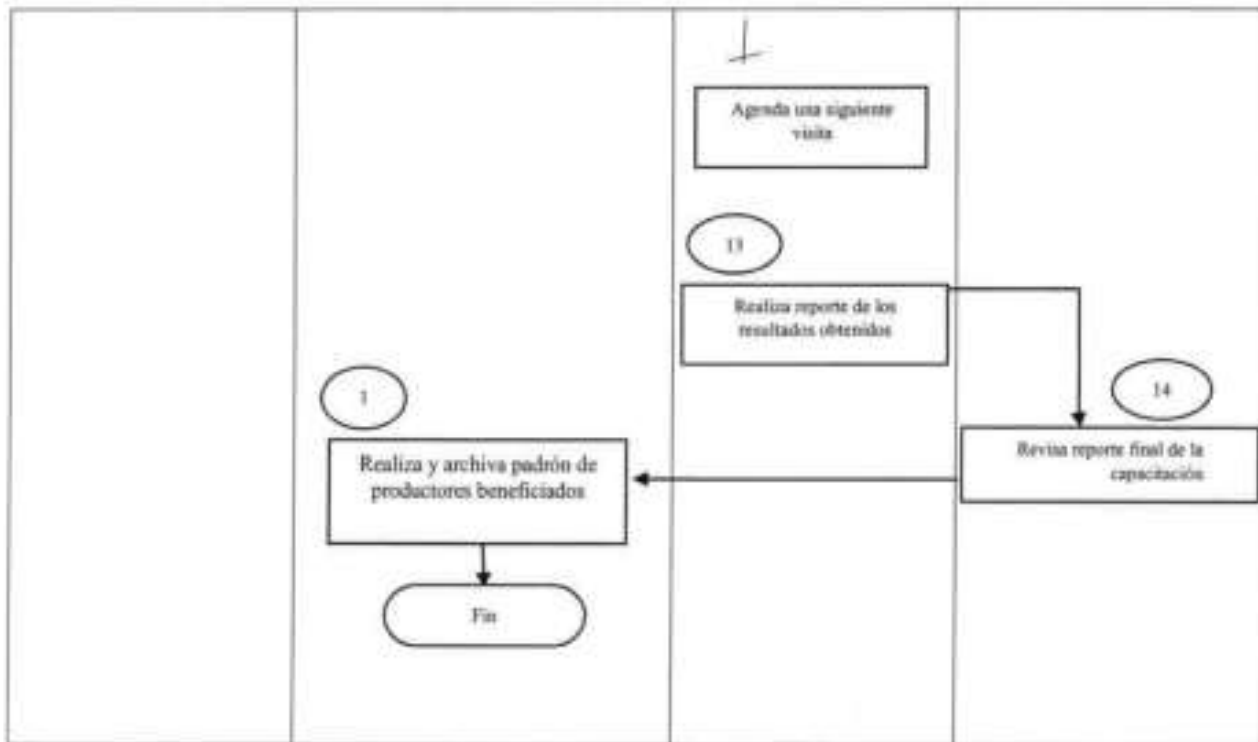 Agenda una siguiente
visita
13
Realiza reporte de los
resultados obtenidos
14
Revisa reporte final de la
capacitación
1
Realiza y archiva padrón de
productores beneficiados
Fin